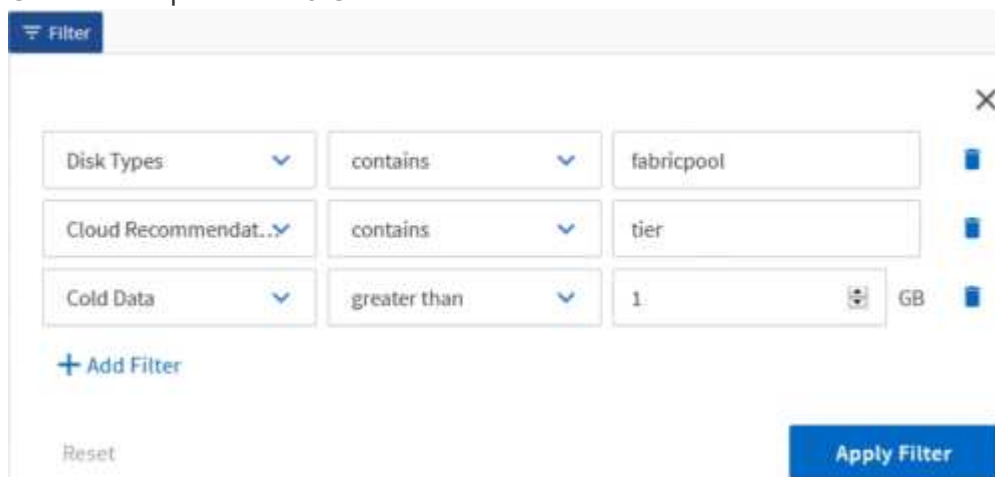 Filter
Disk Types contains fabricpool
Cloud Recommendat... contains tier
Cold Data greater than 1 GB
+ Add Filter
Reset Apply Filter